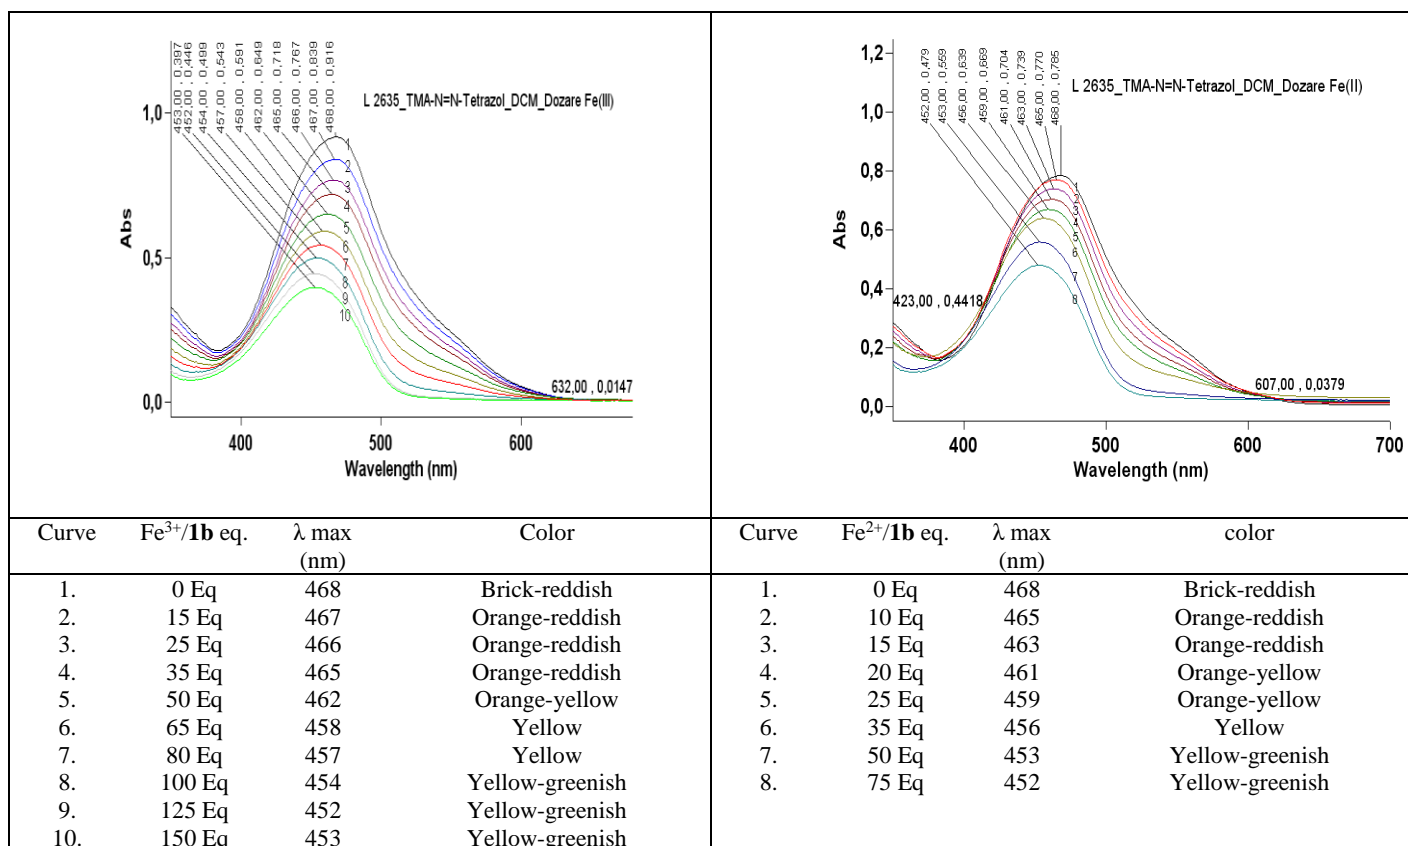 453,00 , 0,397
452,00 , 0,446
454,00 , 0,499
457,00 , 0,543
458,00 , 0,591
462,00 , 0,649
465,00 , 0,718
466,00 , 0,767
467,00 , 0,839
468,00 , 0,916
L 2635_TMA-N=N-Tetrazol_DCM_Dozare Fe(III)
1,0
0,5
0,0
Abs
1
2
3
4
5
6
7
8
9
10
632,00 , 0,0147
400 500 600
Wavelength (nm)
452,00 , 0,479
453,00 , 0,559
456,00 , 0,639
459,00 , 0,669
461,00 , 0,704
463,00 , 0,739
465,00 , 0,770
468,00 , 0,785
L 2635_TMA-N=N-Tetrazol_DCM_Dozare Fe(II)
1,2
1,0
0,8
0,6
0,4
0,2
0,0
Abs
1
2
3
4
5
6
7
8
423,00 , 0,4418
607,00 , 0,0379
400 500 600 700
Wavelength (nm)
Curve Fe³⁺/1b eq. λ max (nm) Color
1. 0 Eq 468 Brick-reddish
2. 15 Eq 467 Orange-reddish
3. 25 Eq 466 Orange-reddish
4. 35 Eq 465 Orange-reddish
5. 50 Eq 462 Orange-yellow
6. 65 Eq 458 Yellow
7. 80 Eq 457 Yellow
8. 100 Eq 454 Yellow-greenish
9. 125 Eq 452 Yellow-greenish
10. 150 Eq 453 Yellow-greenish
Curve Fe²⁺/1b eq. λ max (nm) color
1. 0 Eq 468 Brick-reddish
2. 10 Eq 465 Orange-reddish
3. 15 Eq 463 Orange-reddish
4. 20 Eq 461 Orange-yellow
5. 25 Eq 459 Orange-yellow
6. 35 Eq 456 Yellow
7. 50 Eq 453 Yellow-greenish
8. 75 Eq 452 Yellow-greenish